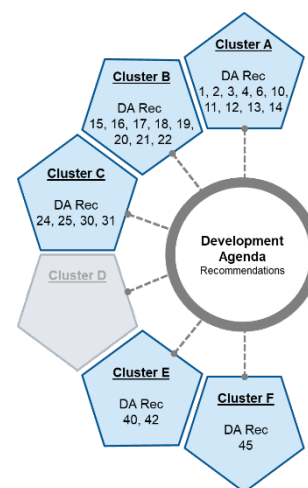 Cluster A
DA Rec
1, 2, 3, 4, 6, 10,
11, 12, 13, 14
Cluster B
DA Rec
15, 16, 17, 18, 19,
20, 21, 22
Cluster C
DA Rec
24, 25, 30, 31
Development
Agenda
Recommendations
Cluster D
Cluster E
DA Rec
40, 42
Cluster F
DA Rec
45